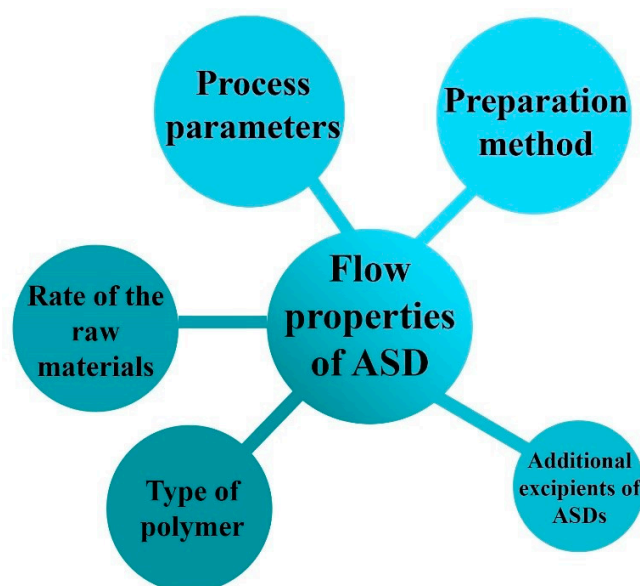 Process
parameters
Preparation
method
Flow
properties
of ASD
Rate of the
raw
materials
Type of
polymer
Additional
excipients of
ASDs